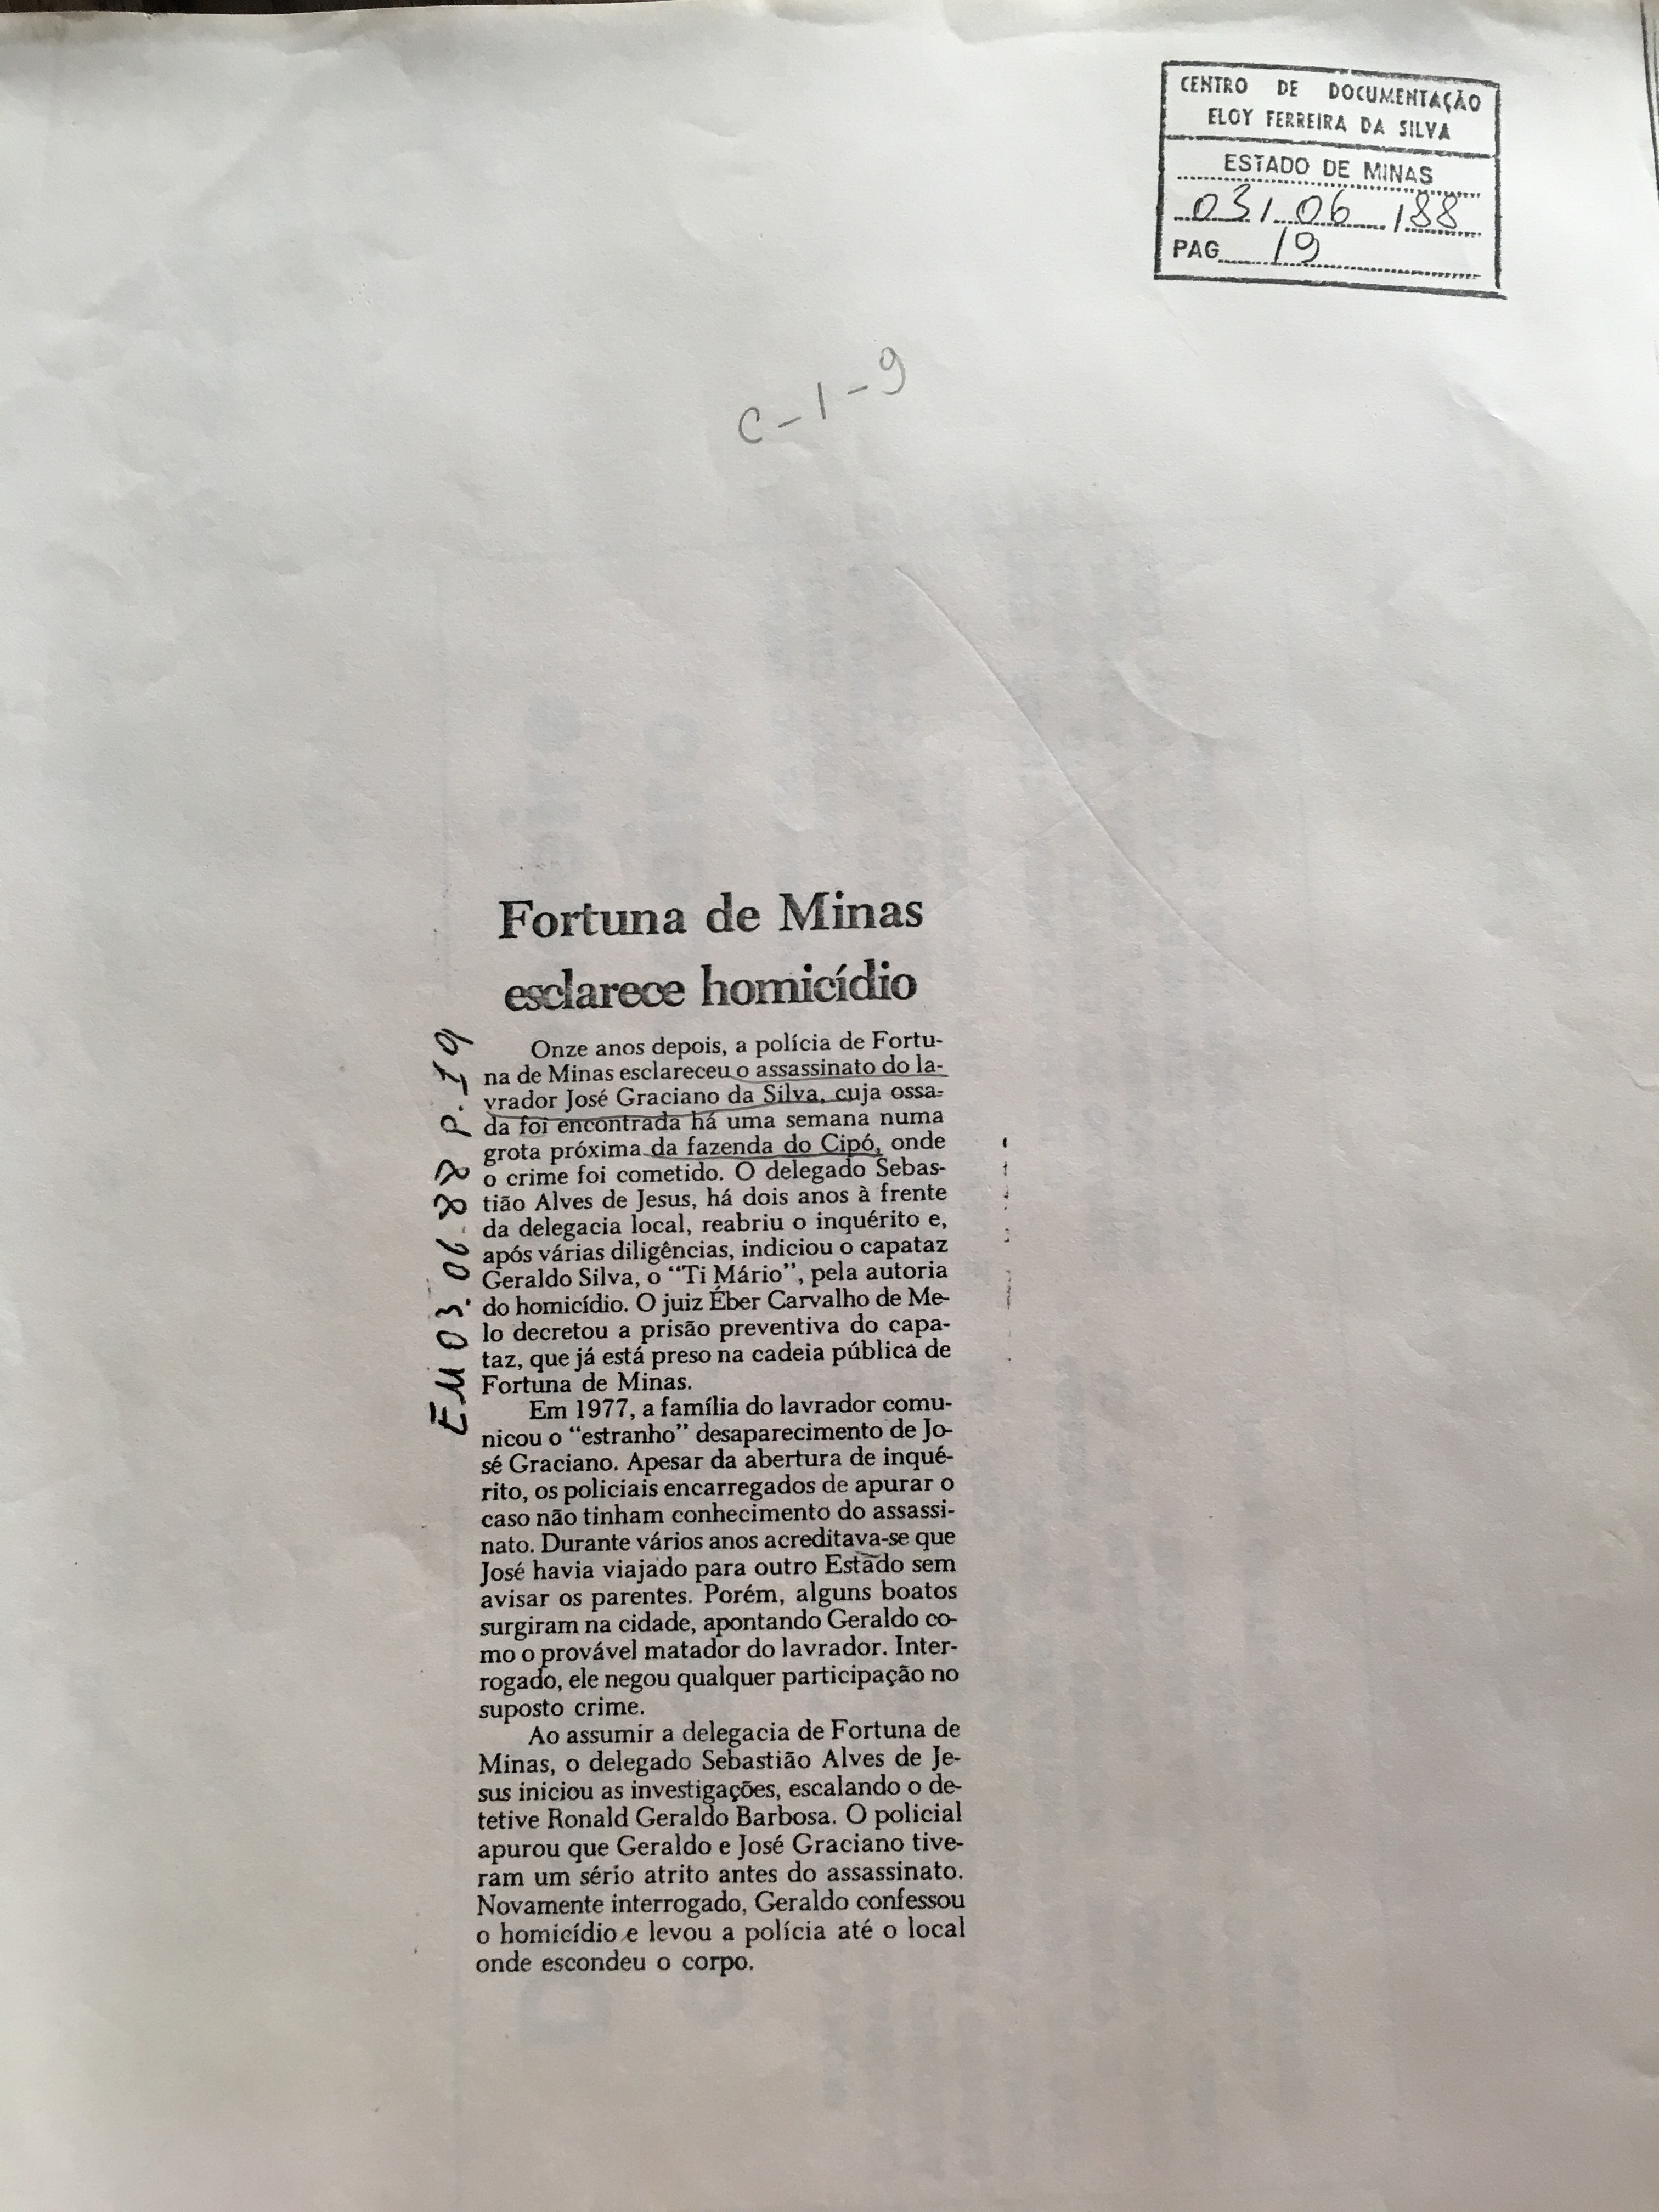 CENTRO DE DOCUMENTAÇÃO
ELOY FERREIRA DA SILVA
ESTADO DE MINAS
03/06/88
PAG 19
C-1-9
Fortuna de Minas
esclarece homicídio
EM 03.06.88 P.19
Onze anos depois, a polícia de Fortu-
na de Minas esclareceu o assassinato do la-
vrador José Graciano da Silva, cuja ossa-
da foi encontrada há uma semana numa
grota próxima da fazenda do Cipó, onde
o crime foi cometido. O delegado Sebas-
tião Alves de Jesus, há dois anos à frente
da delegacia local, reabriu o inquérito e,
após várias diligências, indiciou o capataz
Geraldo Silva, o “Ti Mário”, pela autoria
do homicídio. O juiz Éber Carvalho de Me-
lo decretou a prisão preventiva do capa-
taz, que já está preso na cadeia pública de
Fortuna de Minas.
Em 1977, a família do lavrador comu-
nicou o “estranho” desaparecimento de Jo-
sé Graciano. Apesar da abertura de inqué-
rito, os policiais encarregados de apurar o
caso não tinham conhecimento do assassi-
nato. Durante vários anos acreditava-se que
José havia viajado para outro Estado sem
avisar os parentes. Porém, alguns boatos
surgiram na cidade, apontando Geraldo co-
mo o provável matador do lavrador. Inter-
rogado, ele negou qualquer participação no
suposto crime.
Ao assumir a delegacia de Fortuna de
Minas, o delegado Sebastião Alves de Je-
sus iniciou as investigações, escalando o de-
tetive Ronald Geraldo Barbosa. O policial
apurou que Geraldo e José Graciano tive-
ram um sério atrito antes do assassinato.
Novamente interrogado, Geraldo confessou
o homicídio e levou a polícia até o local
onde escondeu o corpo.